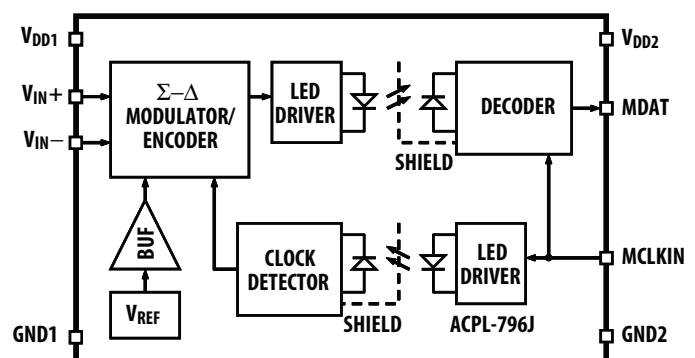 VDD1
VDD2
VIN+
VIN−
Σ−Δ
MODULATOR/
ENCODER
LED
DRIVER
SHIELD
DECODER
MDAT
BUF
VREF
CLOCK
DETECTOR
SHIELD
LED
DRIVER
MCLKIN
ACPL-796J
GND1
GND2